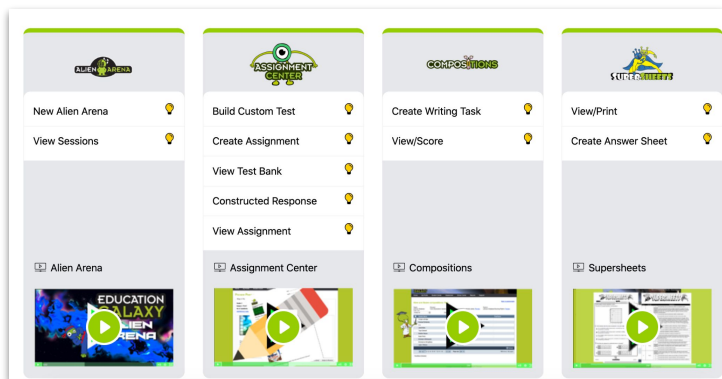 ALIEN ARENA
New Alien Arena
View Sessions
Alien Arena
EDUCATION
GALAXY
ALIEN
ARENA
ASSIGNMENT
CENTER
Build Custom Test
Create Assignment
View Test Bank
Constructed Response
View Assignment
Assignment Center
COMPOSITIONS
Create Writing Task
View/Score
Compositions
SUPERSHEETS
View/Print
Create Answer Sheet
Supersheets